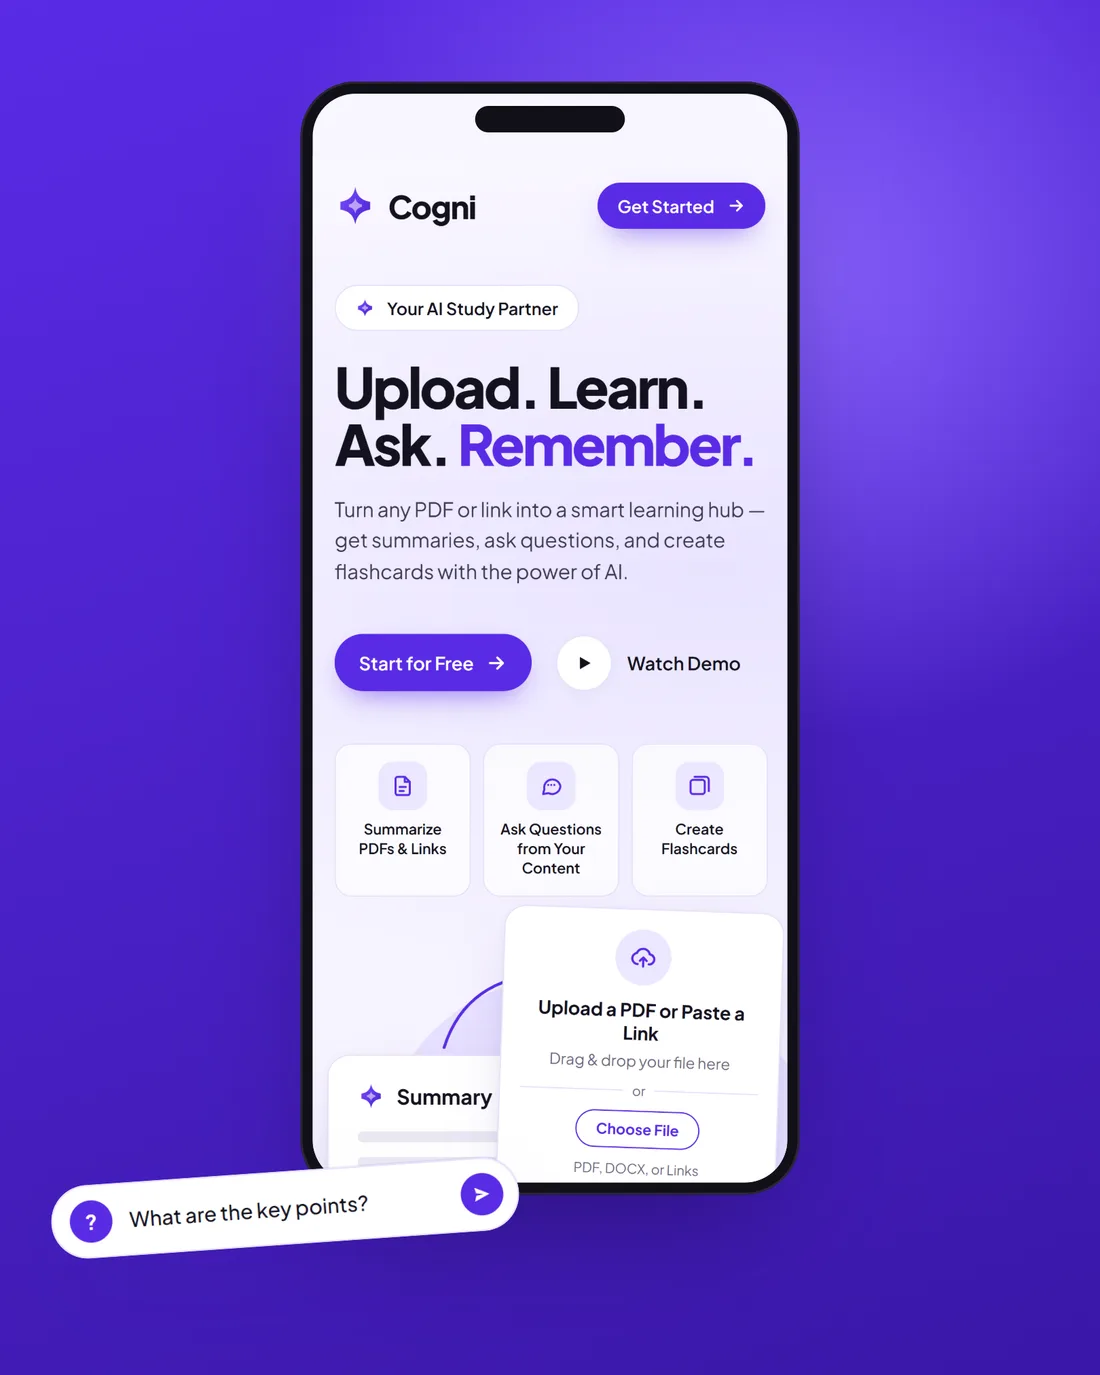 Cogni
Get Started
Your AI Study Partner
Upload. Learn.
Ask. Remember.
Turn any PDF or link into a smart learning hub —
get summaries, ask questions, and create
flashcards with the power of AI.
Start for Free
Watch Demo
Summarize
PDFs & Links
Ask Questions
from Your
Content
Create
Flashcards
Upload a PDF or Paste a
Link
Drag & drop your file here
or
Choose File
PDF, DOCX, or Links
Summary
? What are the key points?